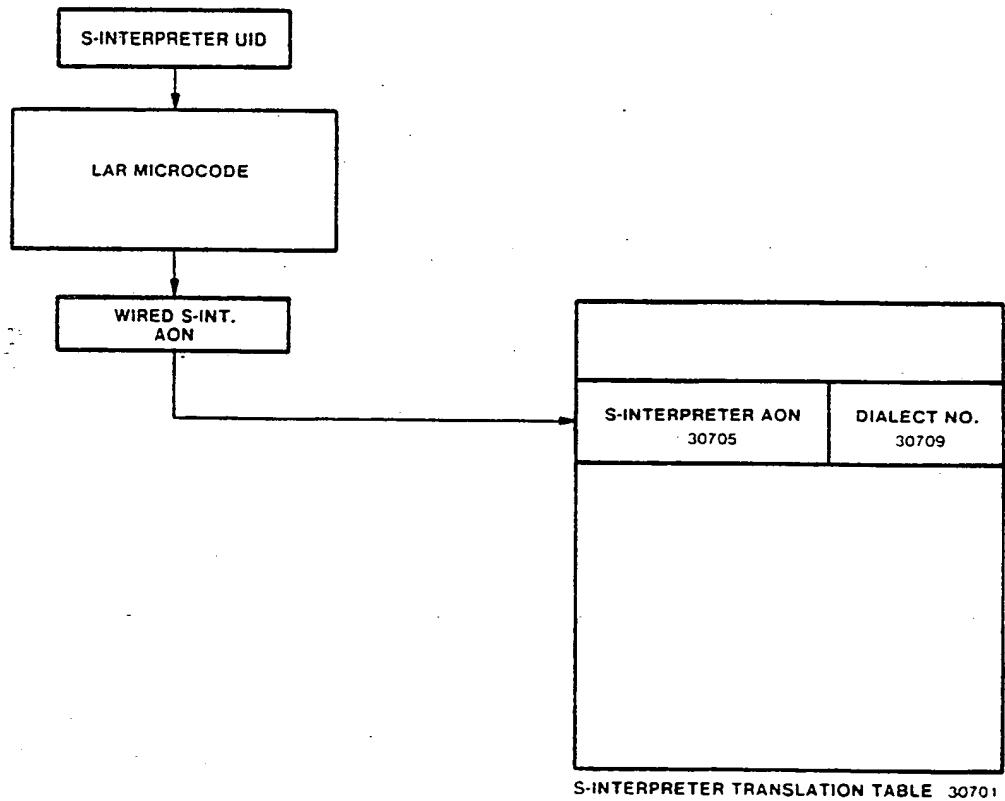 S-INTERPRETER UID
LAR MICROCODE
WIRED S-INT.
AON
S-INTERPRETER AON
30705
DIALECT NO.
30709
S-INTERPRETER TRANSLATION TABLE 30701